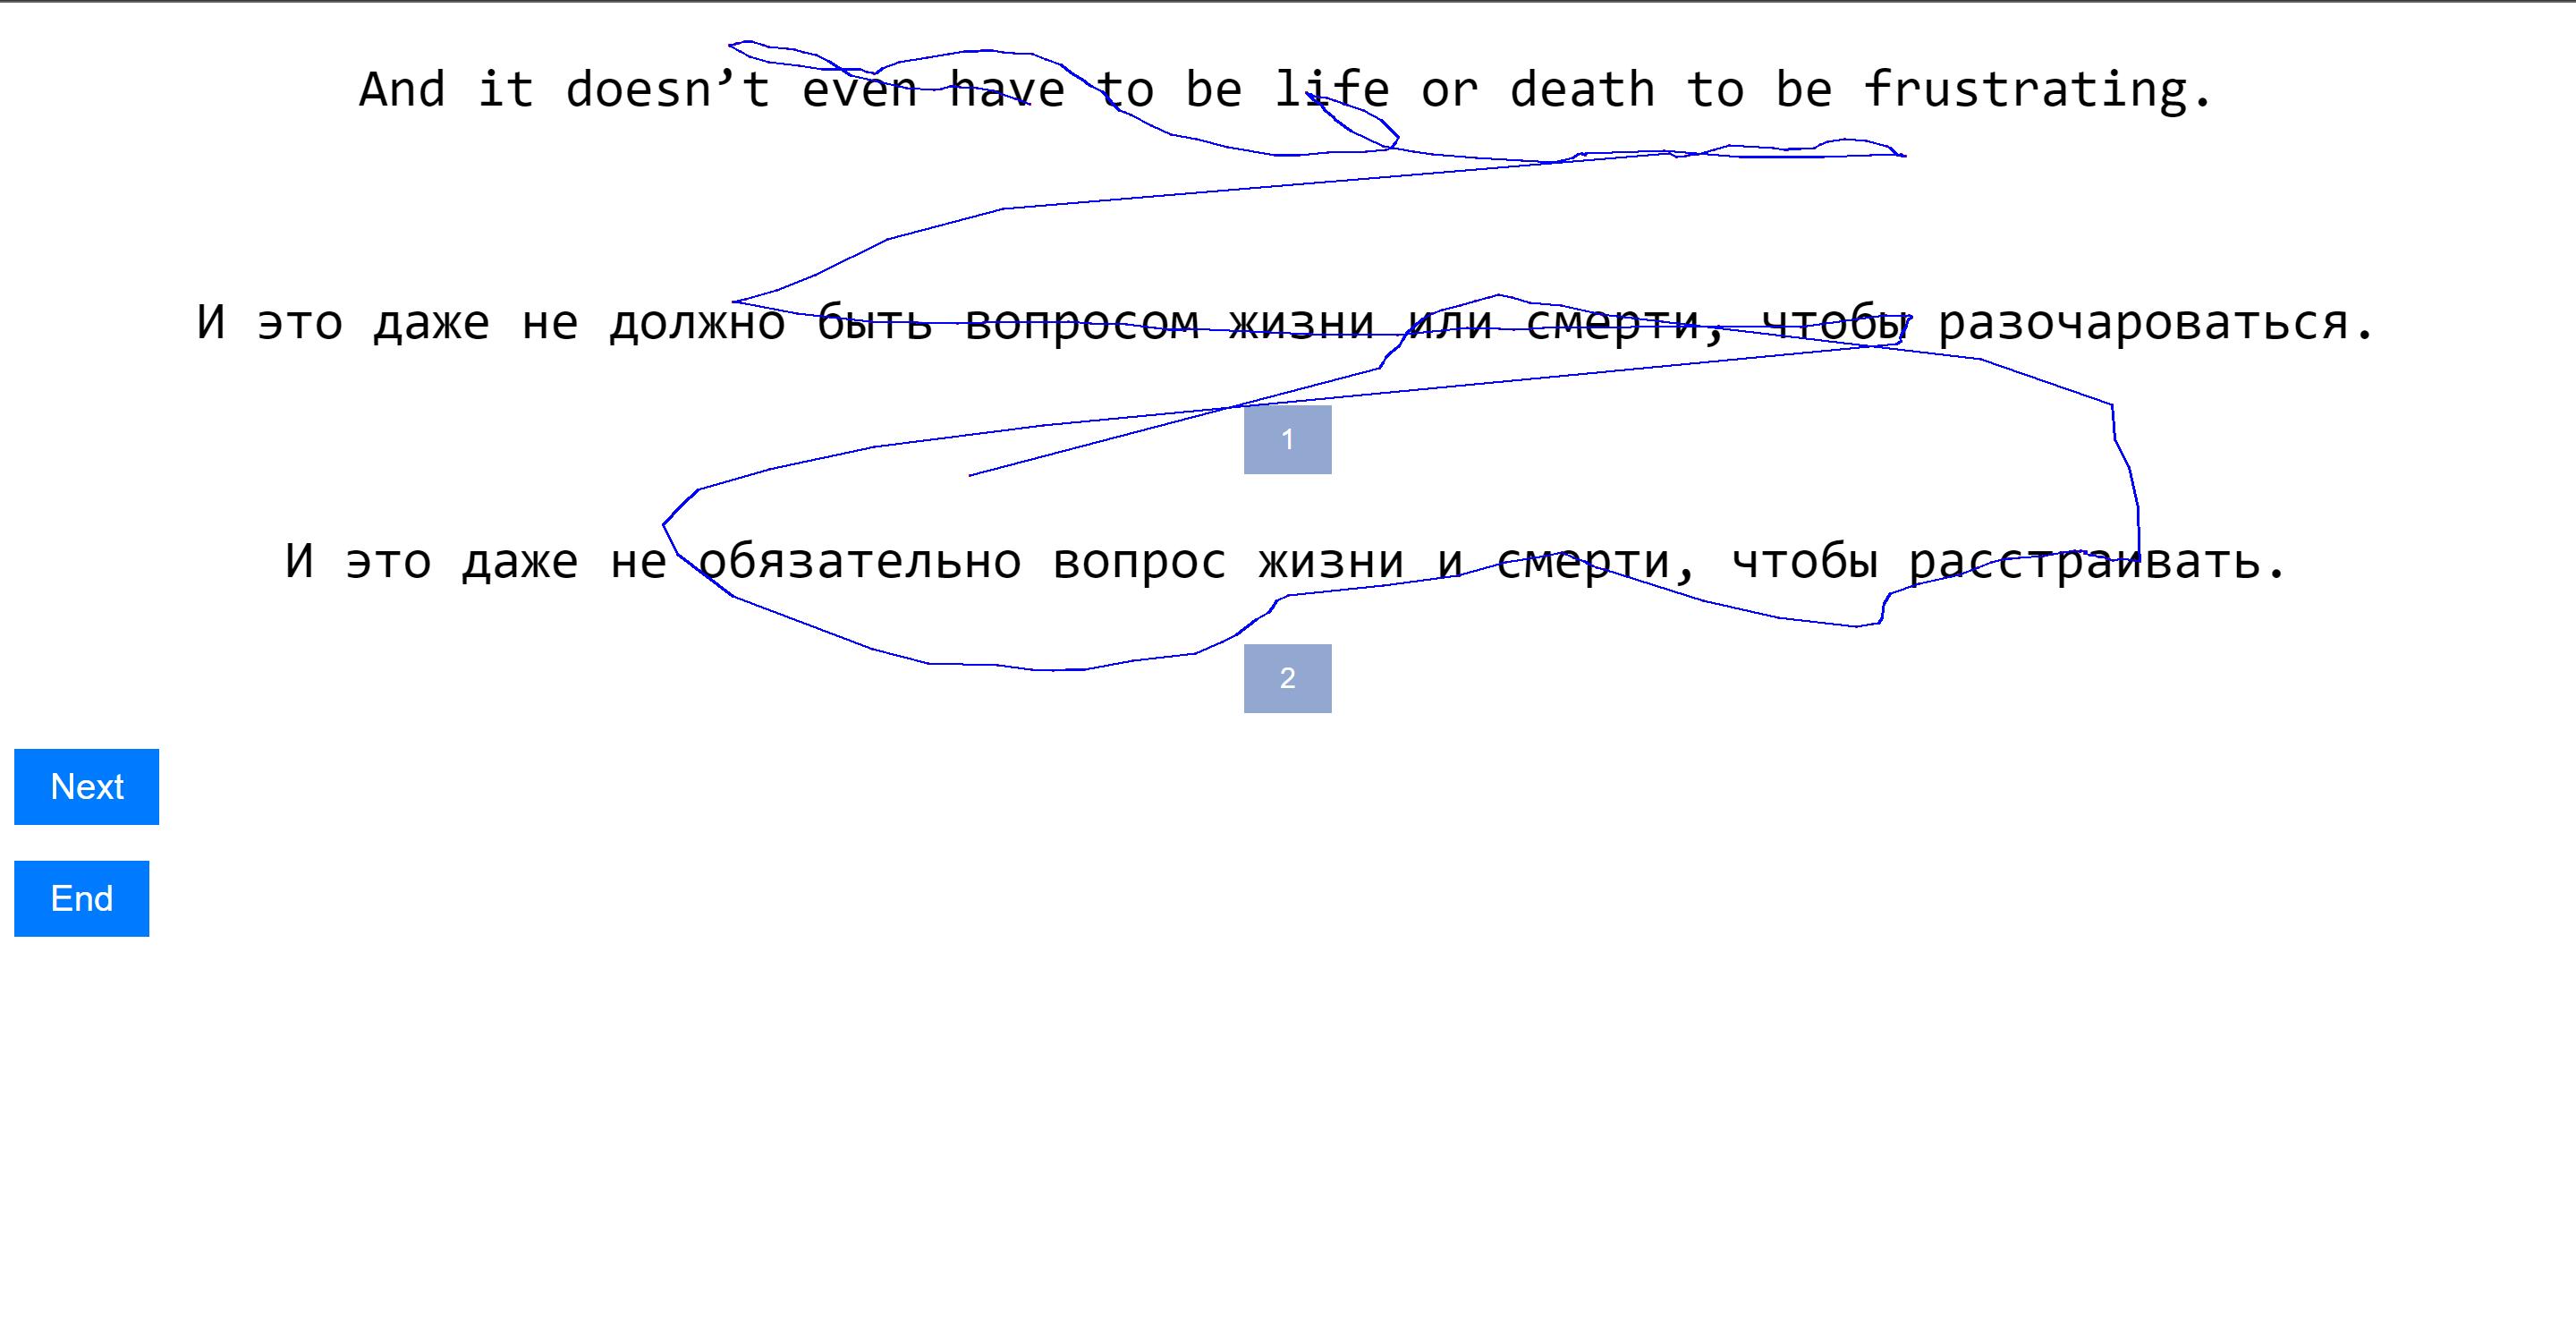 And it doesn’t even have to be life or death to be frustrating.
И это даже не должно быть вопросом жизни или смерти, чтобы разочароваться.
1
И это даже не обязательно вопрос жизни и смерти, чтобы расстраивать.
2
Next
End